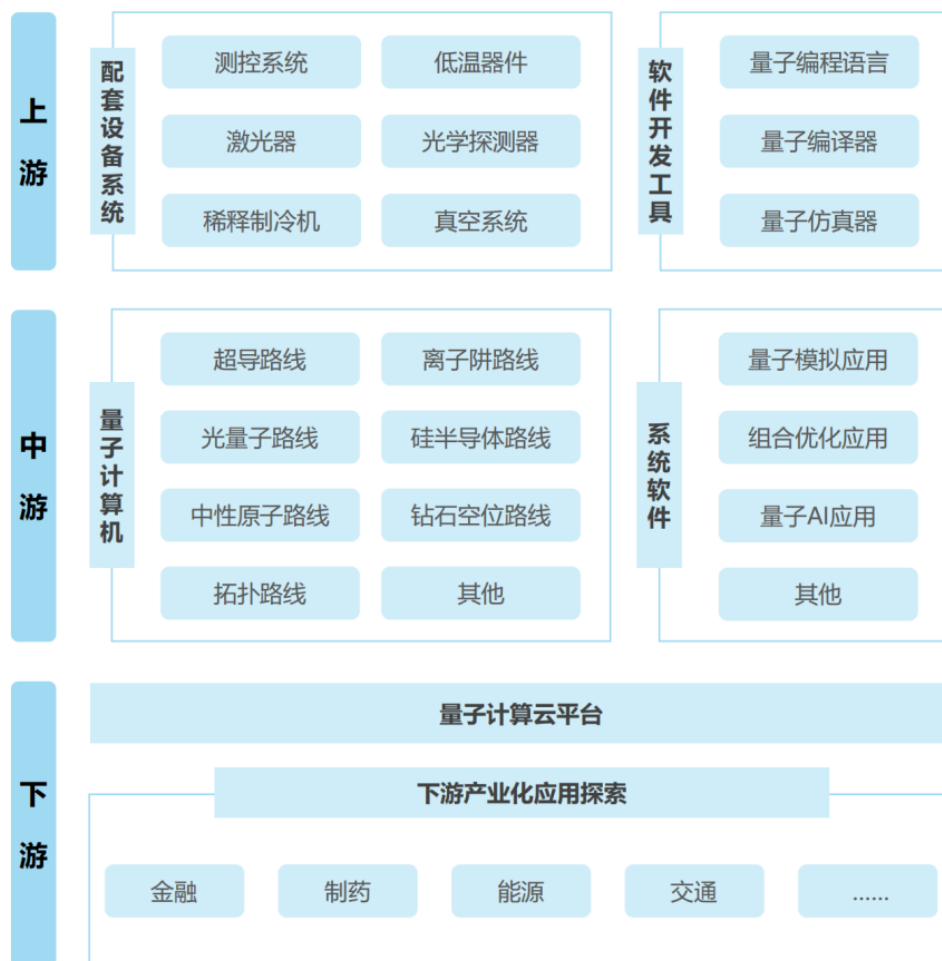 上游
配套设备系统
测控系统
低温器件
激光器
光学探测器
稀释制冷机
真空系统
软件开发工具
量子编程语言
量子编译器
量子仿真器
中游
量子计算机
超导路线
离子阱路线
光量子路线
硅半导体路线
中性原子路线
钻石空位路线
拓扑路线
其他
系统软件
量子模拟应用
组合优化应用
量子AI应用
其他
下游
量子计算云平台
下游产业化应用探索
金融
制药
能源
交通
......